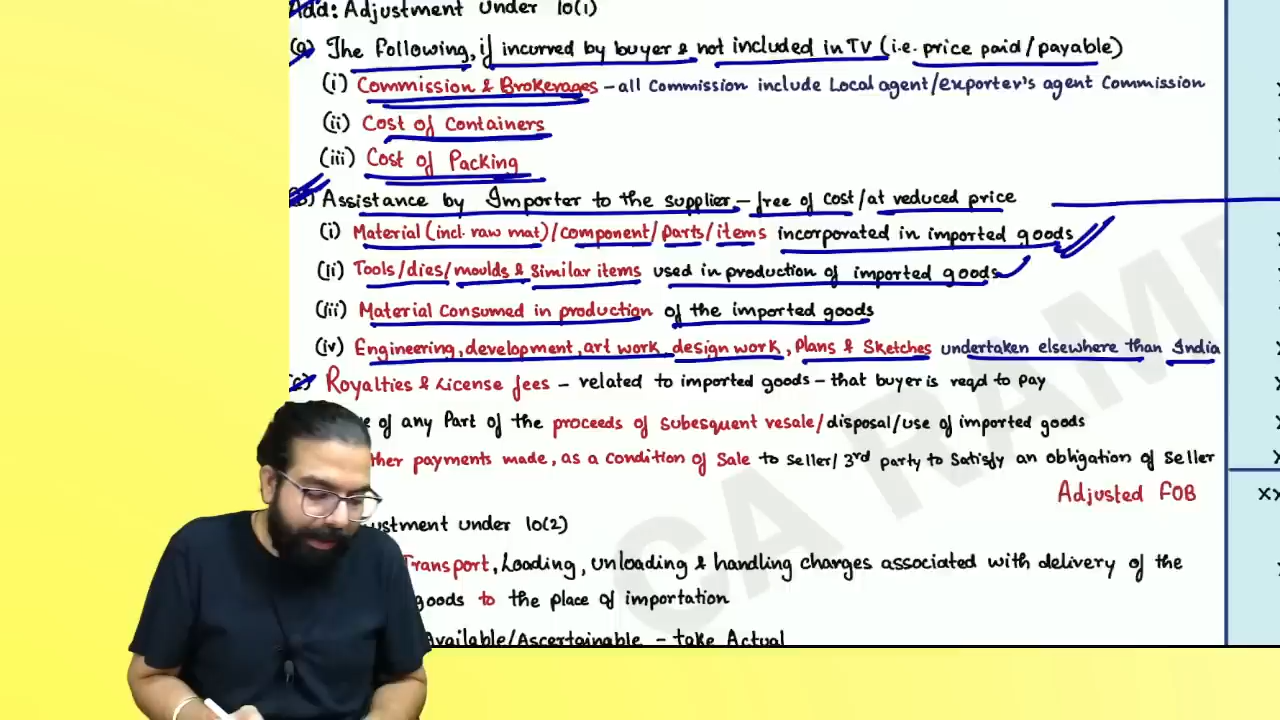 Add: Adjustment under 10(1)
(a) The following, if incurred by buyer & not included in TV (i.e. price paid/payable)
(i) Commission & Brokerages - all Commission include Local agent/exporter's agent Commission
(ii) Cost of Containers
(iii) Cost of Packing
(b) Assistance by Importer to the supplier - free of cost/at reduced price
(i) Material (incl. raw mat)/component/parts/items incorporated in imported goods
(ii) Tools/dies/moulds & similar items used in production of imported goods
(iii) Material Consumed in production of the imported goods
(iv) Engineering, development, art work, design work, Plans & Sketches undertaken elsewhere than India
(c) Royalties & License fees - related to imported goods - that buyer is reqd to pay
of any Part of the proceeds of subsesquent resale/disposal/use of imported goods
payments made, as a condition of Sale to seller/3rd party to Satisfy an obligation of seller
Adjusted FOB
under 10(2)
Transport, Loading, unloading & handling charges associated with delivery of the
goods to the place of importation
Available/Ascertainable - take Actual
CA RAM